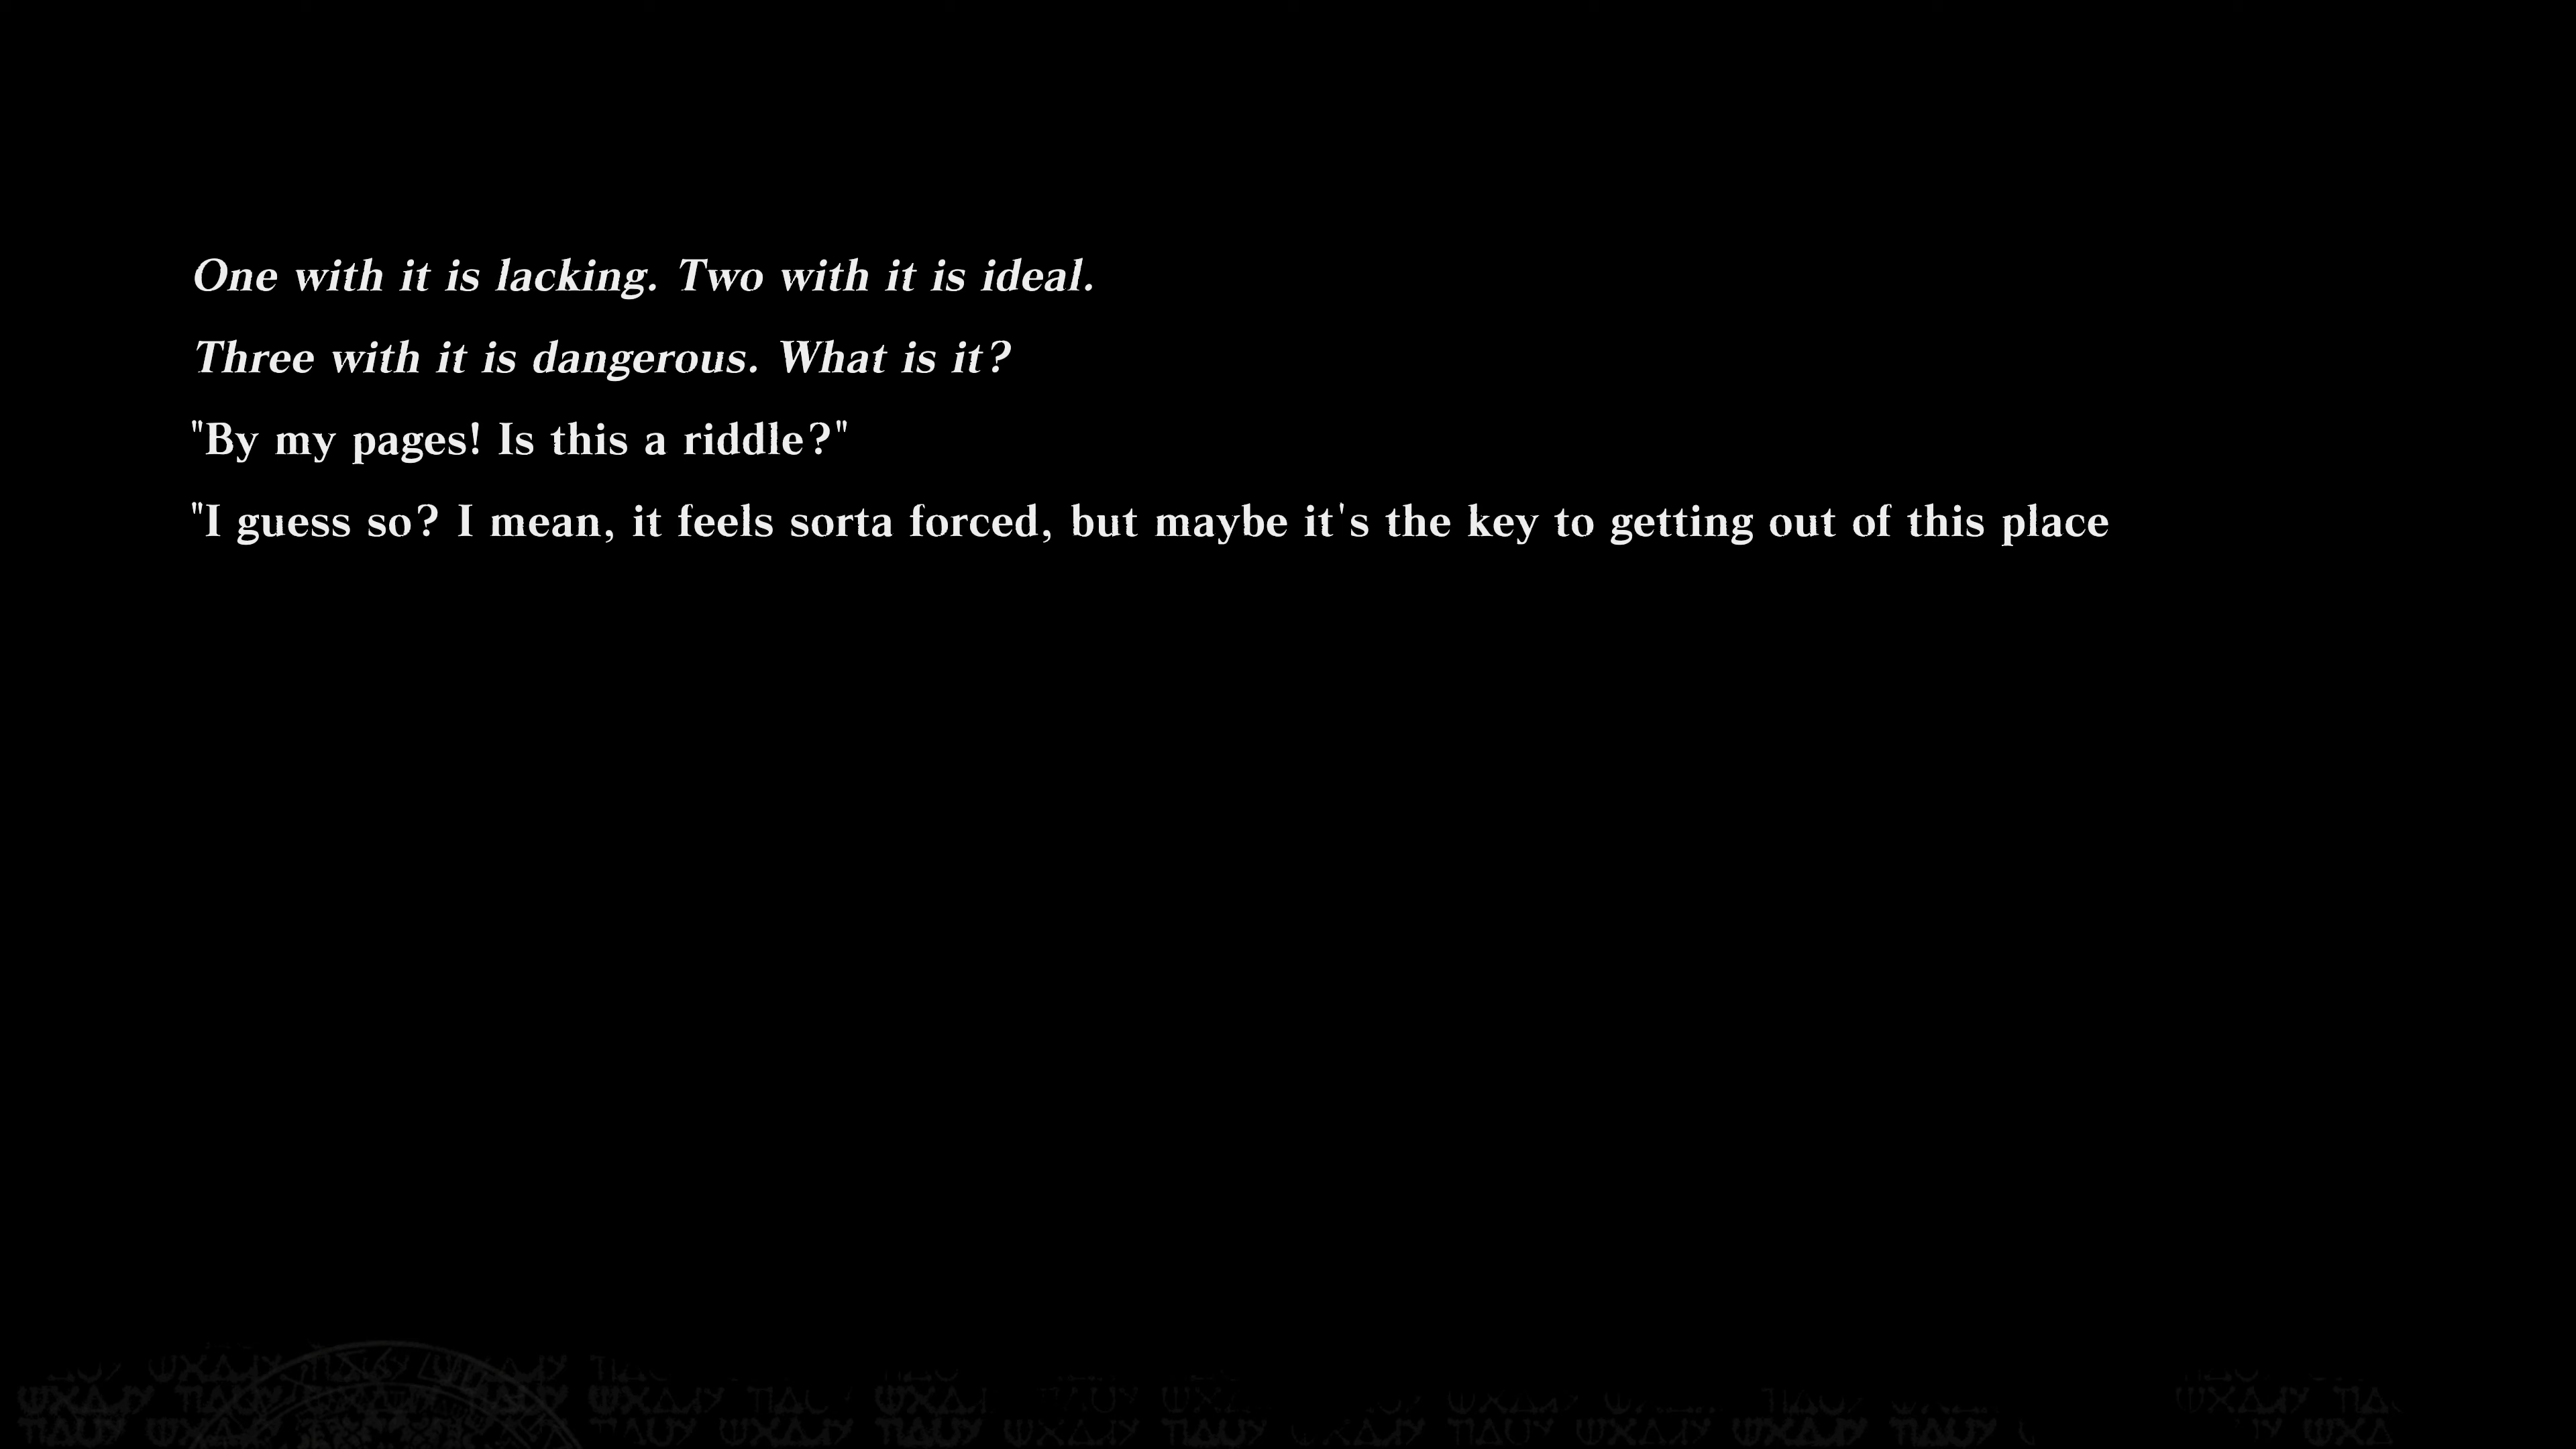 One with it is lacking. Two with it is ideal.
Three with it is dangerous. What is it?
"By my pages! Is this a riddle?"
"I guess so? I mean, it feels sorta forced, but maybe it's the key to getting out of this place